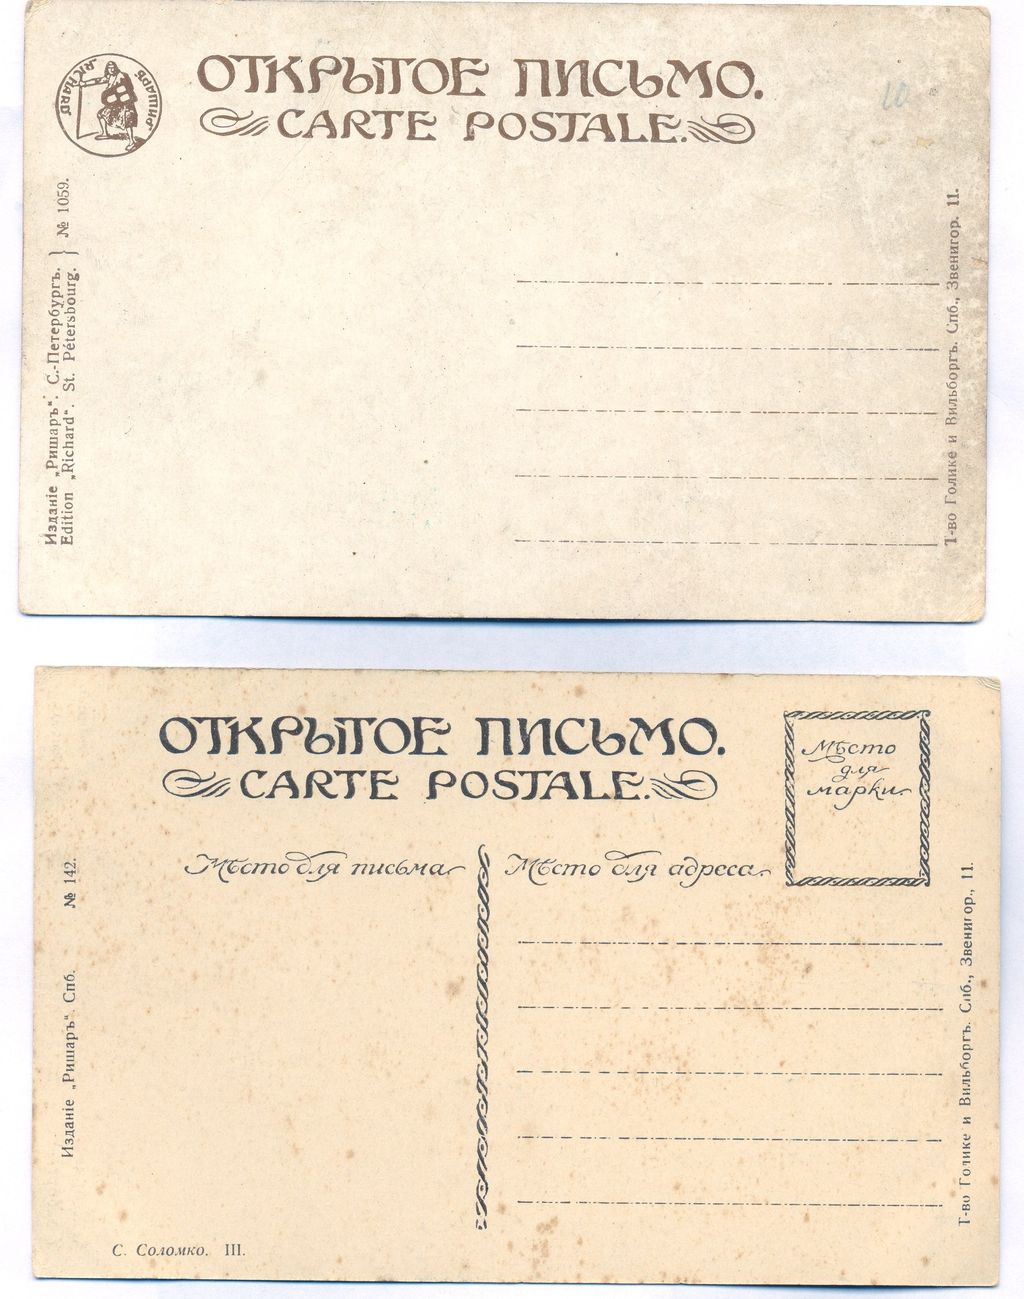 „RICHARD“ „РИШАРЪ“
ОТКРЫТОЕ ПИСЬМО.
CARTE POSTALE.
10
Изданіе „Ришаръ“. С.-Петербургъ.
Edition „Richard“. St. Pétersbourg.
} № 1059.
Т-во Голике и Вильборгъ. Спб., Звенигор. 11.
ОТКРЫТОЕ ПИСЬМО.
CARTE POSTALE.
Мѣсто
для
марки
Мѣсто для письма
Мѣсто для адреса
Изданіе „Ришаръ“. Спб. № 142.
Т-во Голике и Вильборгъ. Спб., Звенигор., 11.
С. Соломко. III.